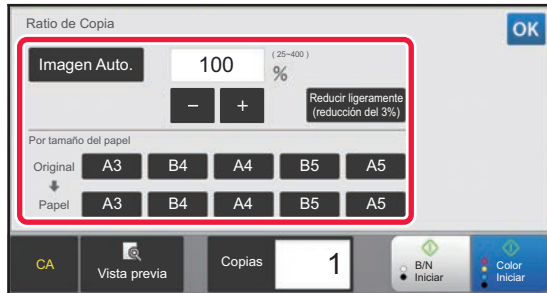 Ratio de Copia
OK
Imagen Auto.
100
(25~400)
%
−
+
Reducir ligeramente
(reducción del 3%)
Por tamaño del papel
Original A3 B4 A4 B5 A5
Papel A3 B4 A4 B5 A5
CA
Vista previa
Copias
1
B/N
Iniciar
Color
Iniciar